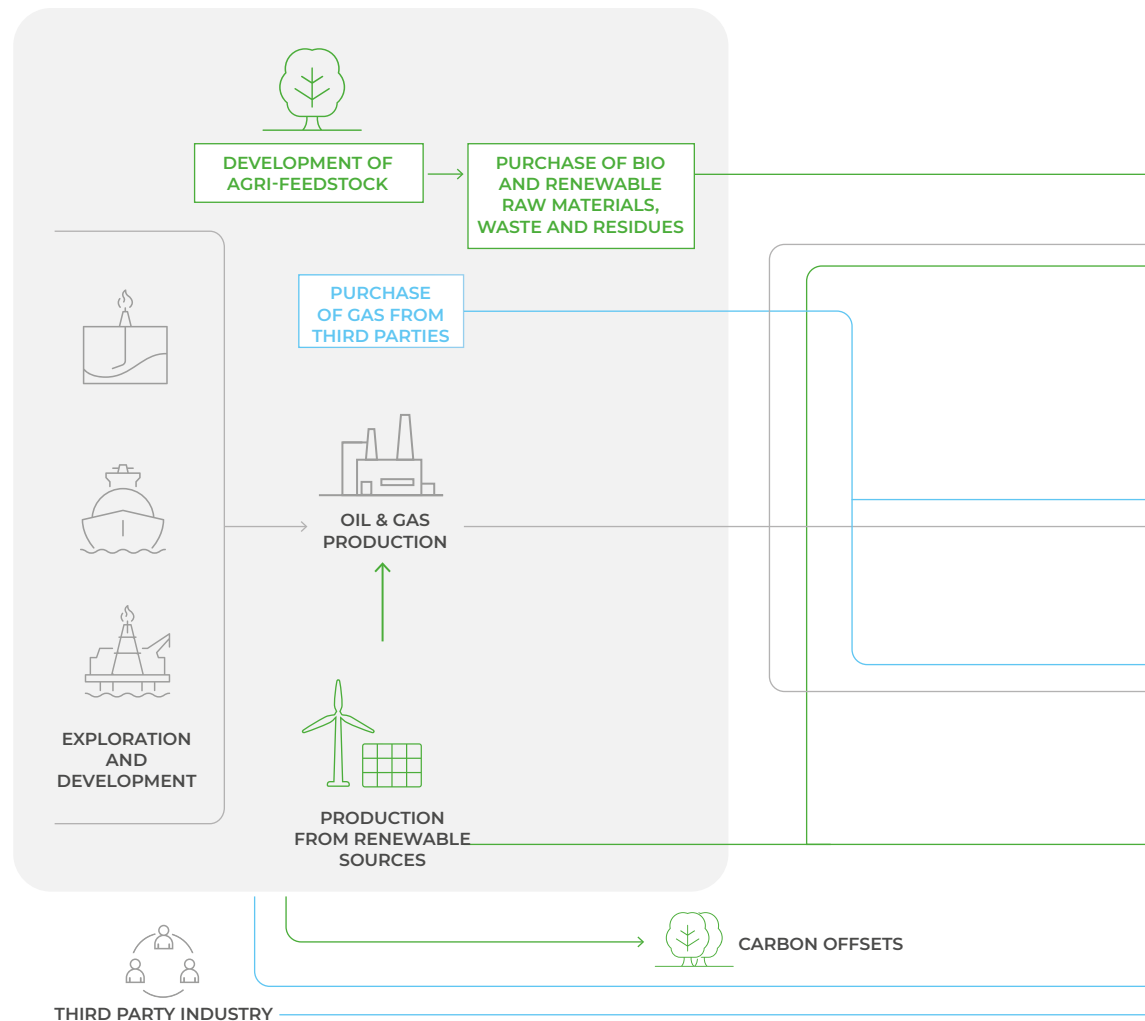 DEVELOPMENT OF
AGRI-FEEDSTOCK
PURCHASE OF BIO
AND RENEWABLE
RAW MATERIALS,
WASTE AND RESIDUES
PURCHASE
OF GAS FROM
THIRD PARTIES
OIL & GAS
PRODUCTION
EXPLORATION
AND
DEVELOPMENT
PRODUCTION
FROM RENEWABLE
SOURCES
CARBON OFFSETS
THIRD PARTY INDUSTRY